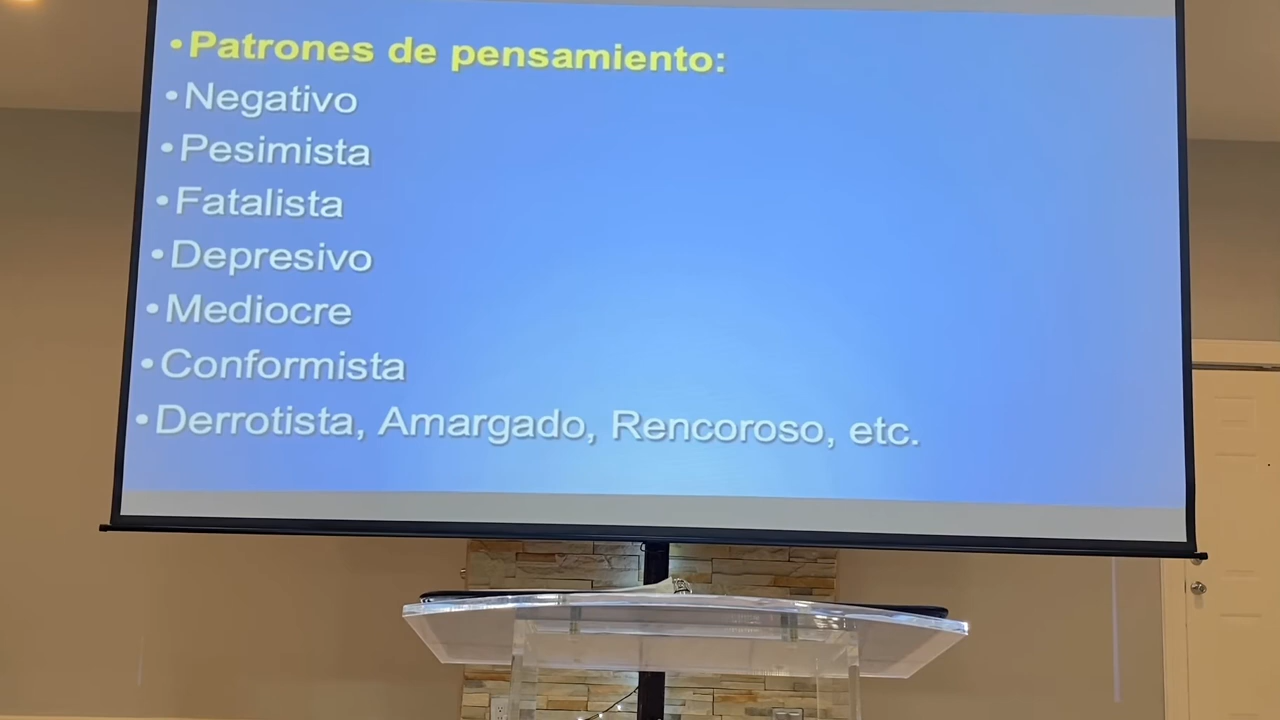 •Patrones de pensamiento:
•Negativo
•Pesimista
•Fatalista
•Depresivo
•Mediocre
•Conformista
•Derrotista, Amargado, Rencoroso, etc.